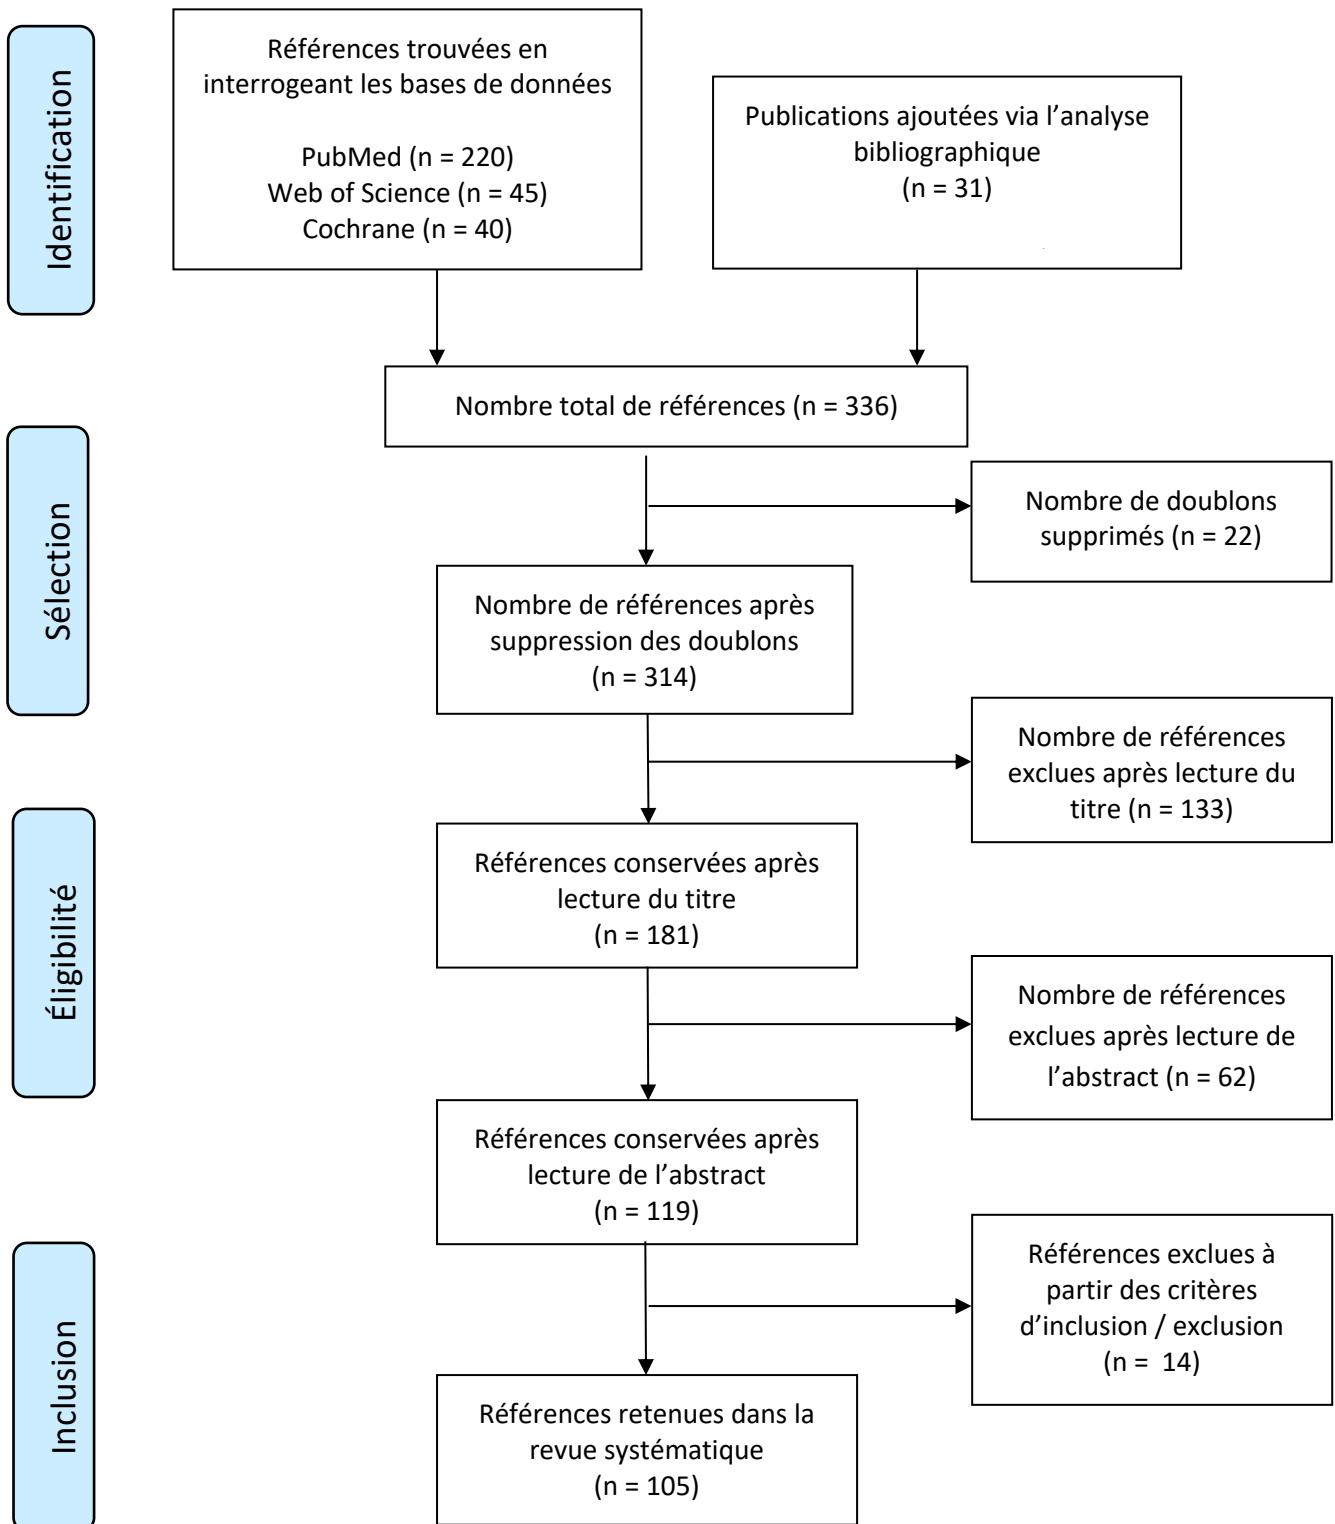 Identification
Références trouvées en
interrogeant les bases de données
PubMed (n = 220)
Web of Science (n = 45)
Cochrane (n = 40)
Publications ajoutées via l’analyse
bibliographique
(n = 31)
Nombre total de références (n = 336)
Sélection
Nombre de doublons
supprimés (n = 22)
Nombre de références après
suppression des doublons
(n = 314)
Nombre de références
exclues après lecture du
titre (n = 133)
Éligibilité
Références conservées après
lecture du titre
(n = 181)
Nombre de références
exclues après lecture de
l’abstract (n = 62)
Références conservées après
lecture de l’abstract
(n = 119)
Inclusion
Références exclues à
partir des critères
d’inclusion / exclusion
(n =  14)
Références retenues dans la
revue systématique
(n = 105)